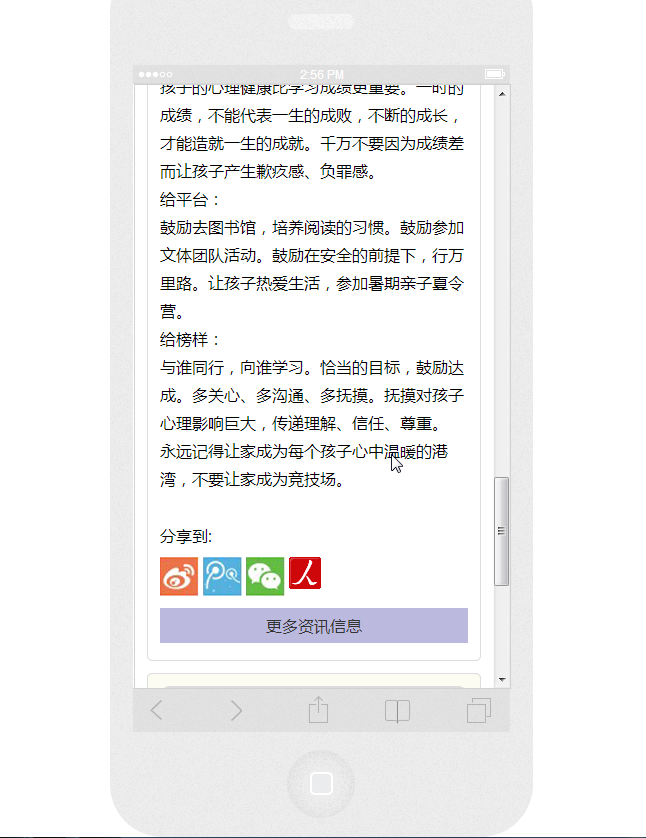 2:56 PM
孩子的心理健康比学习成绩更重要。一时的
成绩，不能代表一生的成败，不断的成长，
才能造就一生的成就。千万不要因为成绩差
而让孩子产生歉疚感、负罪感。
给平台：
鼓励去图书馆，培养阅读的习惯。鼓励参加
文体团队活动。鼓励在安全的前提下，行万
里路。让孩子热爱生活，参加暑期亲子夏令
营。
给榜样：
与谁同行，向谁学习。恰当的目标，鼓励达
成。多关心、多沟通、多抚摸。抚摸对孩子
心理影响巨大，传递理解、信任、尊重。
永远记得让家成为每个孩子心中温暖的港
湾，不要让家成为竞技场。
分享到:
人
更多资讯信息